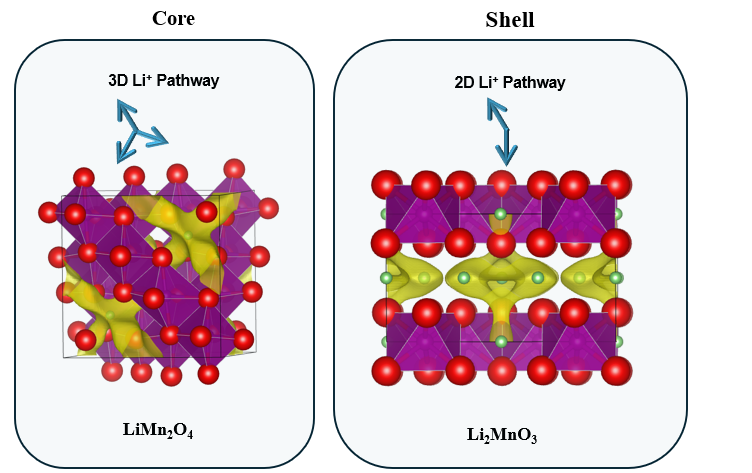 Core
Shell
3D Li⁺ Pathway
2D Li⁺ Pathway
LiMn₂O₄
Li₂MnO₃